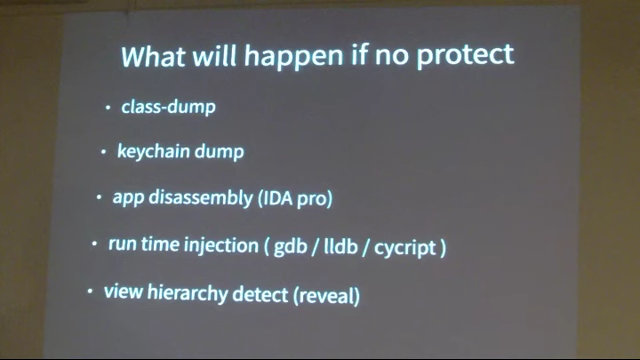 What will happen if no protect
• class-dump
• keychain dump
• app disassembly (IDA pro)
• run time injection ( gdb / lldb / cycript )
• view hierarchy detect (reveal)